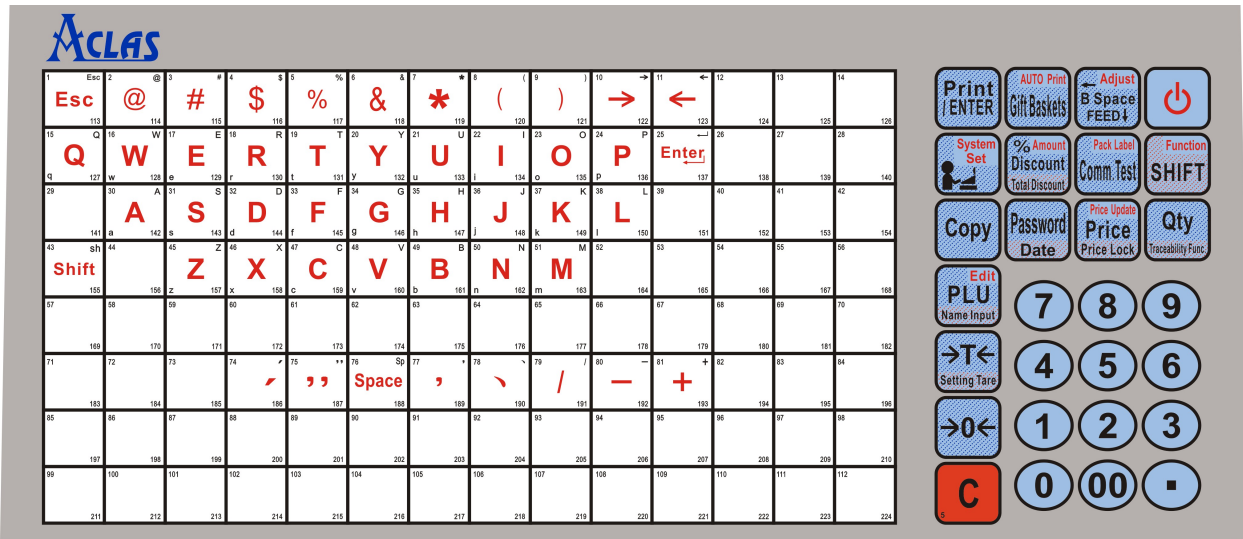 ACLAS
1 Esc 2 @ 3 # 4 $ 5 % 6 & 7 * 8 ( 9 ) 10 → 11 ← 12 13 14
Esc @ # $ % & * ( ) → ←
113 114 115 116 117 118 119 120 121 122 123 124 125 126
15 Q 16 W 17 E 18 R 19 T 20 Y 21 U 22 I 23 O 24 P 25 ↵ 26 27 28
Q W E R T Y U I O P Enter
q 127 w 128 e 129 r 130 t 131 y 132 u 133 i 134 o 135 p 136 137 138 139 140
29 30 A 31 S 32 D 33 F 34 G 35 H 36 J 37 K 38 L 39 40 41 42
A S D F G H J K L
141 a 142 s 143 d 144 f 145 g 146 h 147 j 148 k 149 l 150 151 152 153 154
43 sh 44 45 Z 46 X 47 C 48 V 49 B 50 N 51 M 52 53 54 55 56
Shift Z X C V B N M
155 156 z 157 x 158 c 159 v 160 b 161 n 162 m 163 164 165 166 167 168
57 58 59 60 61 62 63 64 65 66 67 68 69 70
169 170 171 172 173 174 175 176 177 178 179 180 181 182
71 72 73 74 ˊ 75 '' 76 Sp 77 ' 78 ˋ 79 / 80 − 81 + 82 83 84
ˊ '' Space ' ˋ / − +
183 184 185 186 187 188 189 190 191 192 193 194 195 196
85 86 87 88 89 90 91 92 93 94 95 96 97 98
197 198 199 200 201 202 203 204 205 206 207 208 209 210
99 100 101 102 103 104 105 106 107 108 109 110 111 112
211 212 213 214 215 216 217 218 219 220 221 222 223 224
Print
/ ENTER
AUTO Print
Gift Baskets
← Adjust
B Space
FEED↓
System
Set
% Amount
Discount
Total Discount
Pack Label
Comm.Test
Function
SHIFT
Copy
Password
Date
Price Update
Price
Price Lock
Qty
Traceability Func.
Edit
PLU
Name Input
7 8 9
→T←
Setting Tare
4 5 6
→0←
1 2 3
C
5
0 00 .